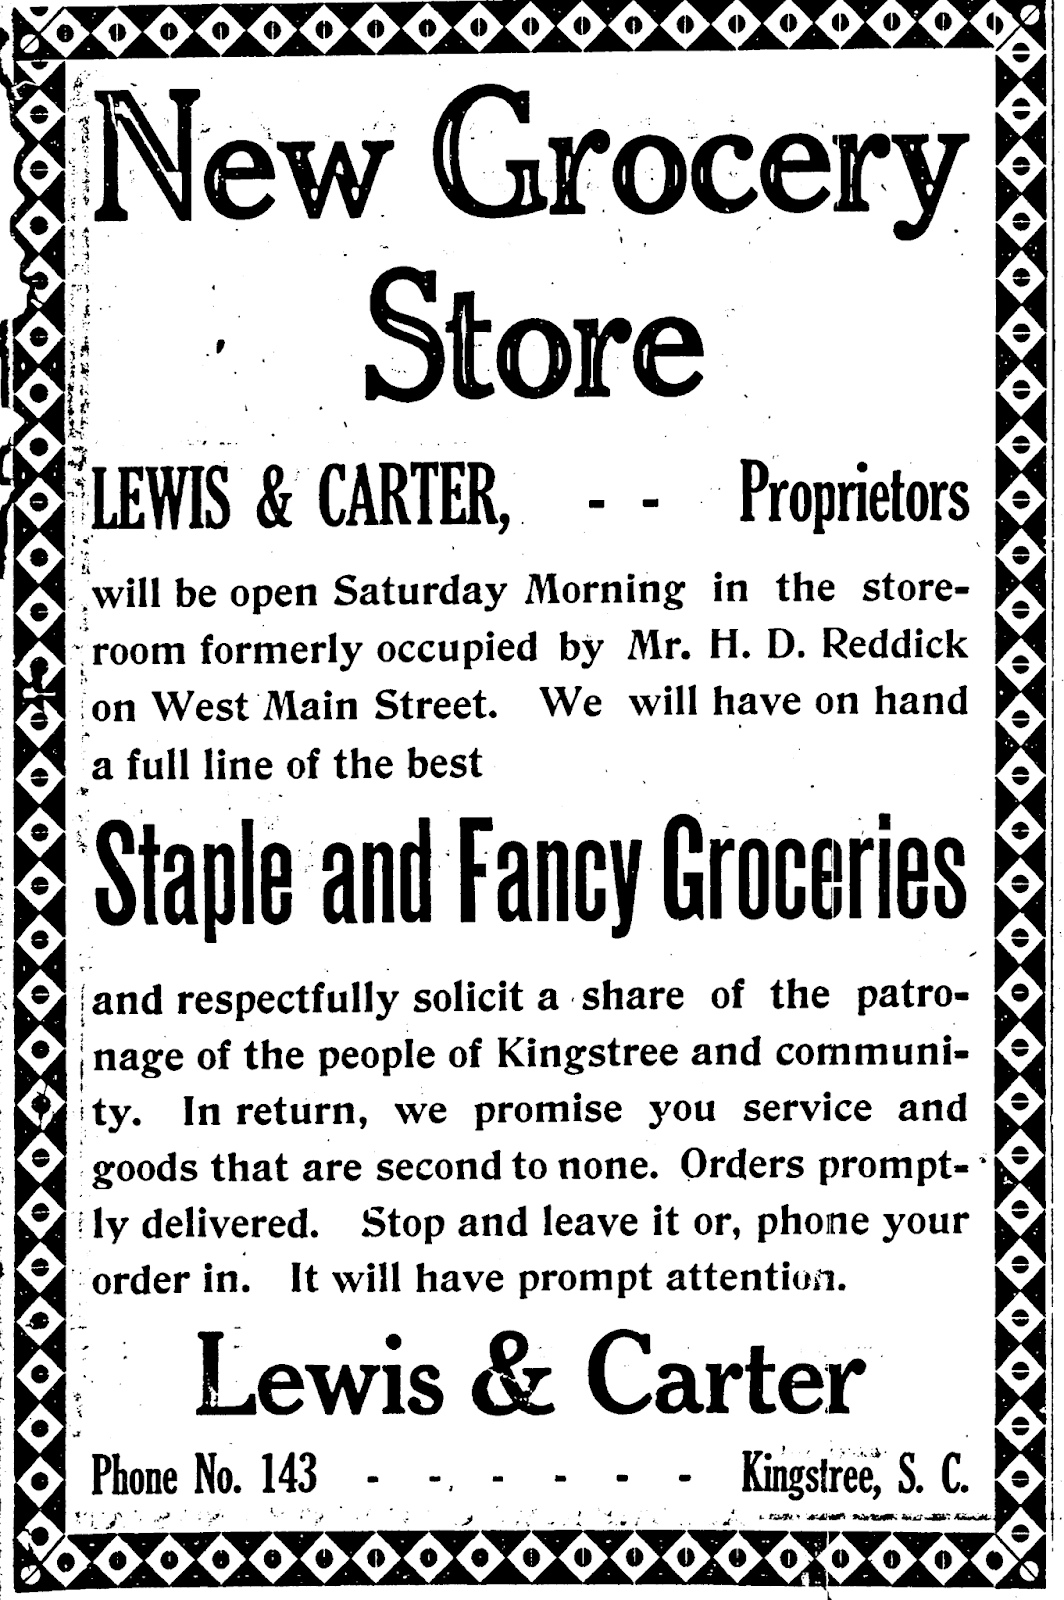 New Grocery
Store
LEWIS & CARTER, - - Proprietors
will be open Saturday Morning in the store-
room formerly occupied by Mr. H. D. Reddick
on West Main Street. We will have on hand
a full line of the best
Staple and Fancy Groceries
and respectfully solicit a share of the patro-
nage of the people of Kingstree and communi-
ty. In return, we promise you service and
goods that are second to none. Orders prompt-
ly delivered. Stop and leave it or, phone your
order in. It will have prompt attention.
Lewis & Carter
Phone No. 143 - - - - - - Kingstree, S. C.